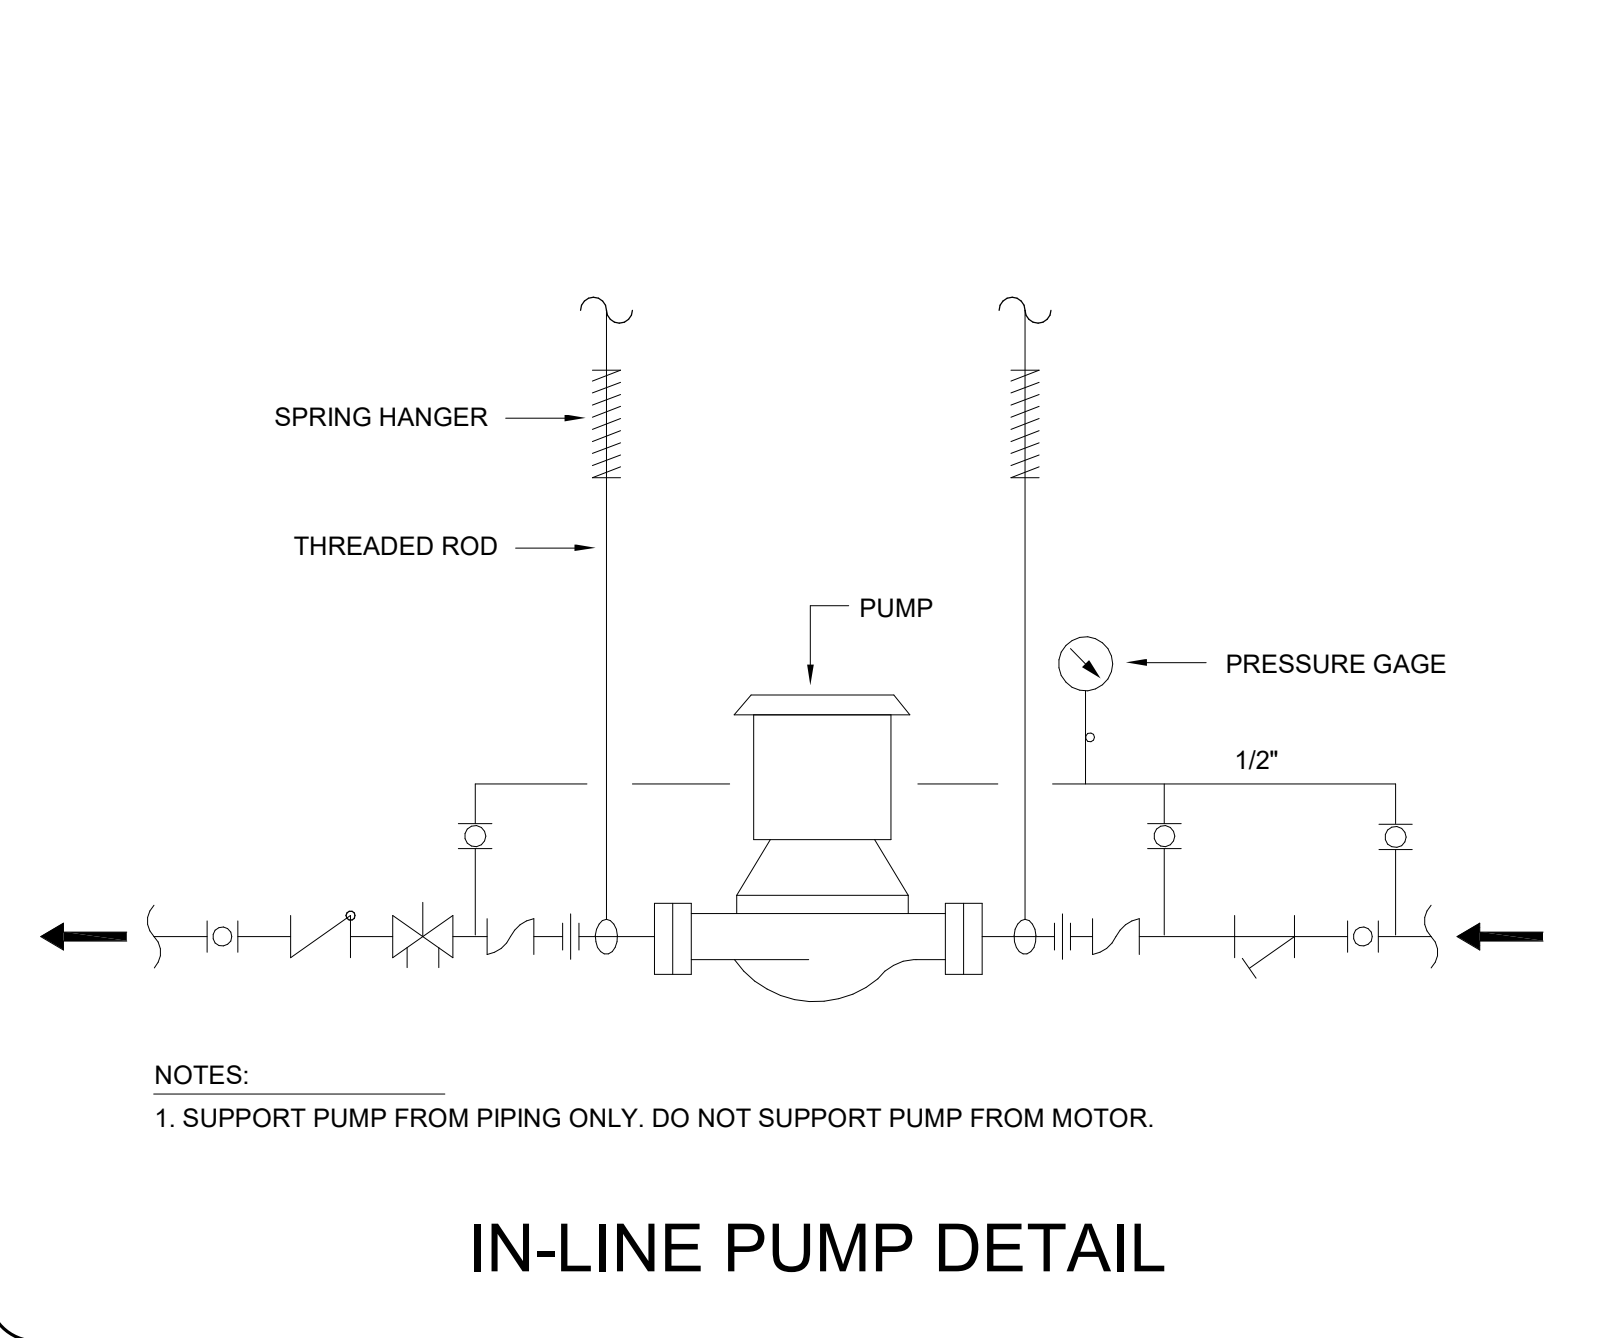 SPRING HANGER
THREADED ROD
PUMP
PRESSURE GAGE
1/2"
NOTES:
1. SUPPORT PUMP FROM PIPING ONLY. DO NOT SUPPORT PUMP FROM MOTOR.
IN-LINE PUMP DETAIL